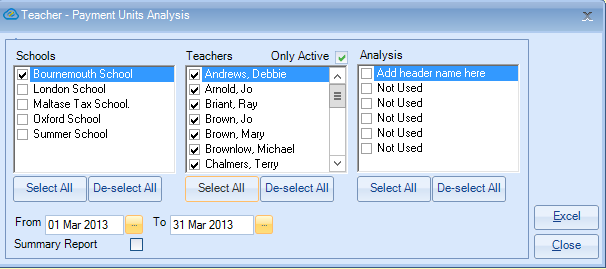 Teacher - Payment Units Analysis
Schools
Bournemouth School
London School
Maltase Tax School.
Oxford School
Summer School
Select All
De-select All
Teachers
Only Active
Andrews, Debbie
Arnold, Jo
Briant, Ray
Brown, Jo
Brown, Mary
Brownlow, Michael
Chalmers, Terry
Select All
De-select All
Analysis
Add header name here
Not Used
Not Used
Not Used
Not Used
Not Used
Select All
De-select All
From 01 Mar 2013 ... To 31 Mar 2013 ...
Summary Report
Excel
Close